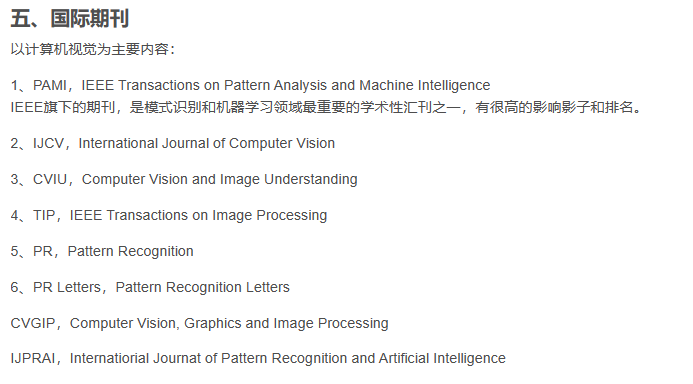 五、国际期刊
以计算机视觉为主要内容：
1、PAMI，IEEE Transactions on Pattern Analysis and Machine Intelligence
IEEE旗下的期刊，是模式识别和机器学习领域最重要的学术性汇刊之一，有很高的影响影子和排名。
2、IJCV，International Journal of Computer Vision
3、CVIU，Computer Vision and Image Understanding
4、TIP，IEEE Transactions on Image Processing
5、PR，Pattern Recognition
6、PR Letters，Pattern Recognition Letters
CVGIP，Computer Vision, Graphics and Image Processing
IJPRAI，Internatiorial Journat of Pattern Recognition and Artificial Intelligence